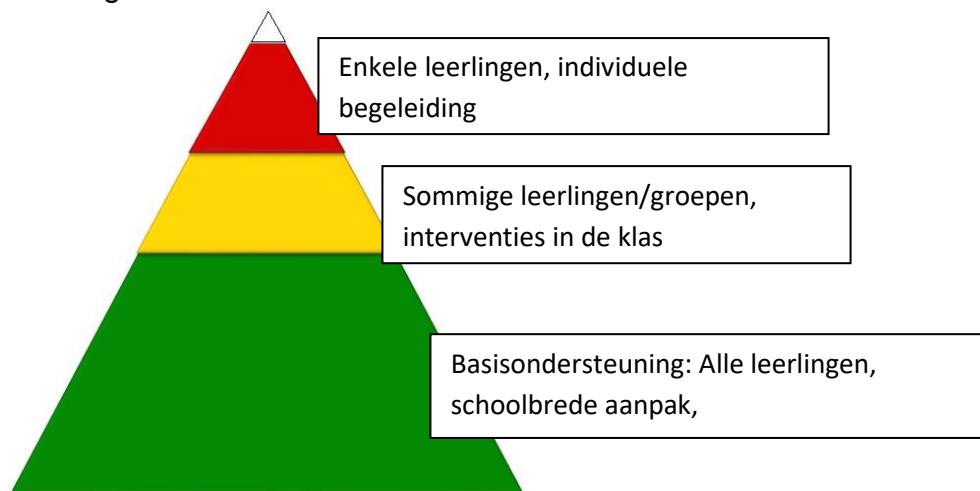 Enkele leerlingen, individuele
begeleiding
Sommige leerlingen/groepen,
interventies in de klas
Basisondersteuning: Alle leerlingen,
schoolbrede aanpak,